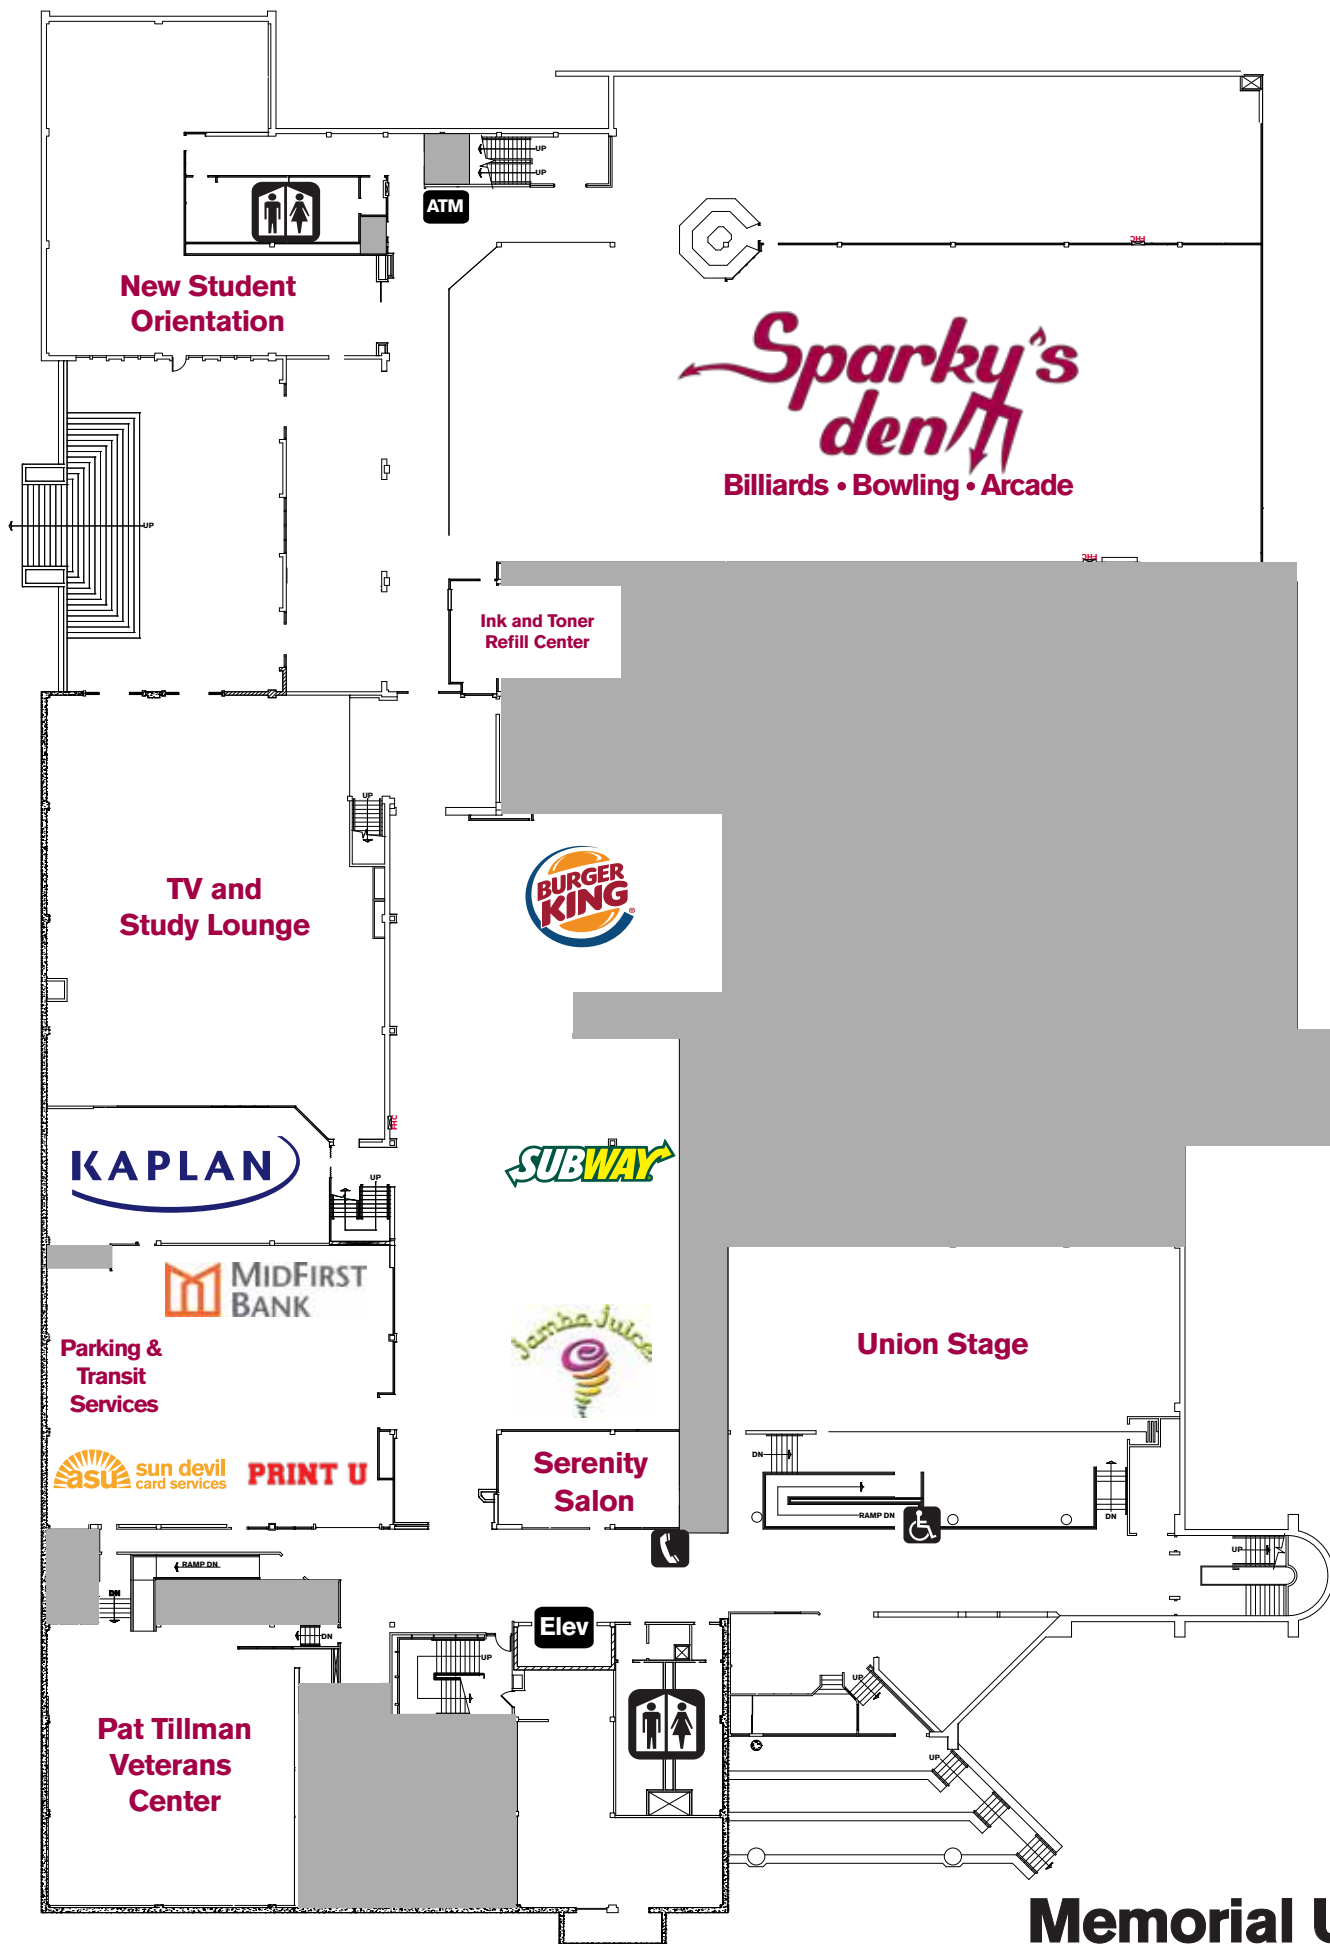 UP
UP
ATM
New Student
Orientation
Sparky's
den
Billiards • Bowling • Arcade
UP
Ink and Toner
Refill Center
UP
TV and
Study Lounge
BURGER
KING
®
KAPLAN
SUBWAY
UP
MIDFIRST
BANK
Jamba Juice
Parking &
Transit
Services
Union Stage
asu sun devil
card services
PRINT U
Serenity
Salon
DN
RAMP DN
DN
UP
RAMP DN
DN
DN
Elev
UP
UP
Pat Tillman
Veterans
Center
UP
Memorial U